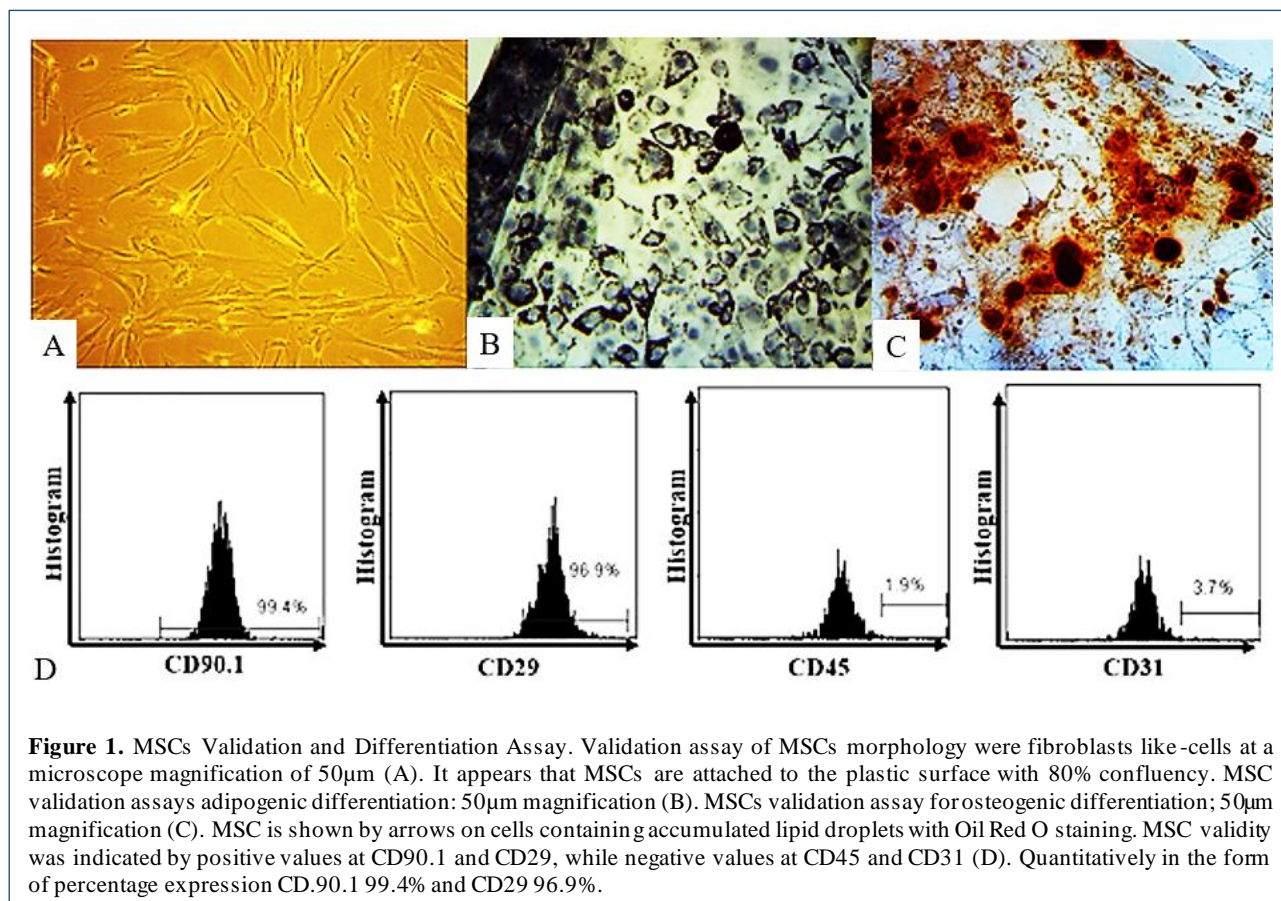 A
B
C
Histogram
99.4%
CD90.1
Histogram
96.9%
CD29
Histogram
1.9%
CD45
Histogram
3.7%
CD31
D
Figure 1. MSCs Validation and Differentiation Assay. Validation assay of MSCs morphology were fibroblasts like-cells at a
microscope magnification of 50µm (A). It appears that MSCs are attached to the plastic surface with 80% confluency. MSC
validation assays adipogenic differentiation: 50µm magnification (B). MSCs validation assay for osteogenic differentiation; 50µm
magnification (C). MSC is shown by arrows on cells containing accumulated lipid droplets with Oil Red O staining. MSC validity
was indicated by positive values at CD90.1 and CD29, while negative values at CD45 and CD31 (D). Quantitatively in the form
of percentage expression CD.90.1 99.4% and CD29 96.9%.